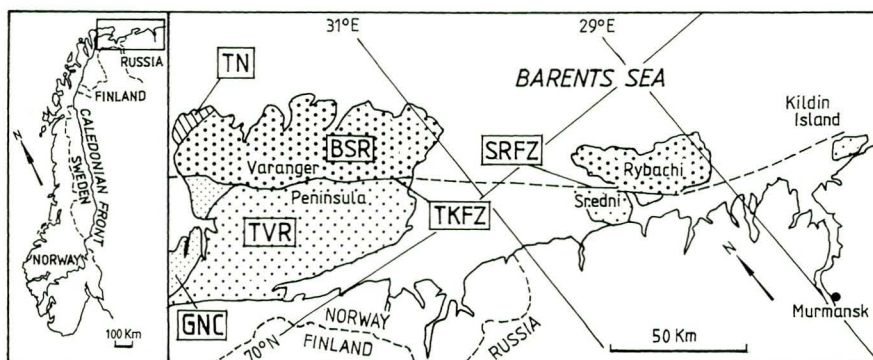 RUSSIA
FINLAND
CALEDONIAN FRONT
SWEDEN
NORWAY
N
100 Km
31°E
29°E
BARENTS SEA
TN
Kildin
Island
BSR
SRFZ
Rybachi
Varanger
Peninsula
Sredni
TKFZ
TVR
N
GNC
NORWAY
70°N
FINLAND
RUSSIA
50 Km
Murmansk